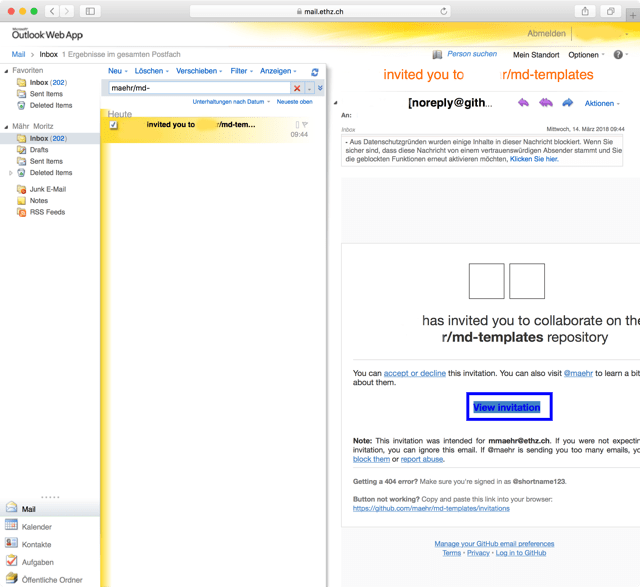 mail.ethz.ch
Microsoft
Outlook Web App
Abmelden
Mail › Inbox 1 Ergebnisse im gesamten Postfach
Person suchen Mein Standort Optionen
Favoriten
Inbox (202)
Sent Items
Deleted Items
Mähr Moritz
Inbox (202)
Drafts
Sent Items
Deleted Items
Junk E-Mail
Notes
RSS Feeds
Mail
Kalender
Kontakte
Aufgaben
Öffentliche Ordner
Neu Löschen Verschieben Filter Anzeigen
maehr/md-
Unterhaltungen nach Datum Neueste oben
Heute
invited you to r/md-tem...
09:44
invited you to r/md-templates
[noreply@gith...
Aktionen
An:
Inbox Mittwoch, 14. März 2018 09:44
- Aus Datenschutzgründen wurden einige Inhalte in dieser Nachricht blockiert. Wenn Sie
sicher sind, dass diese Nachricht von einem vertrauenswürdigen Absender stammt und Sie
die geblockten Funktionen erneut aktivieren möchten, Klicken Sie hier.
has invited you to collaborate on the
r/md-templates repository
You can accept or decline this invitation. You can also visit @maehr to learn a bit
about them.
View invitation
Note: This invitation was intended for mmaehr@ethz.ch. If you were not expecting
invitation, you can ignore this email. If @maehr is sending you too many emails, yo
block them or report abuse.
Getting a 404 error? Make sure you're signed in as @shortname123.
Button not working? Copy and paste this link into your browser:
https://github.com/maehr/md-templates/invitations
Manage your GitHub email preferences
Terms · Privacy · Log in to GitHub